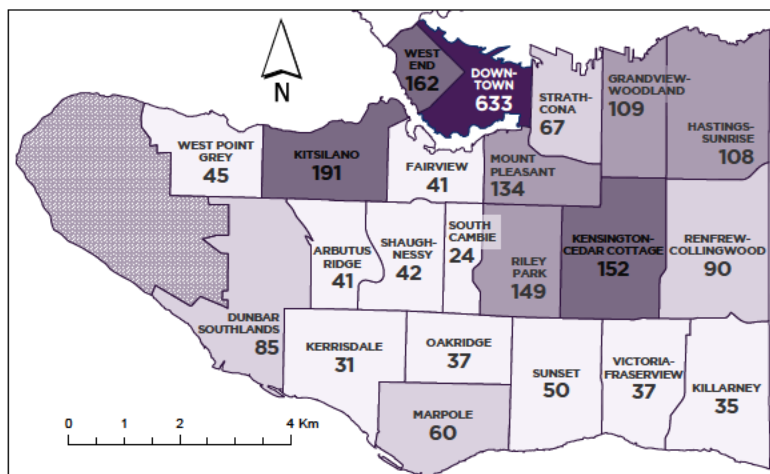 WEST
END
162
DOWN-
TOWN
633
STRATH-
CONA
67
GRANDVIEW-
WOODLAND
109
HASTINGS-
SUNRISE
108
N
WEST POINT
GREY
45
KITSILANO
191
FAIRVIEW
41
MOUNT
PLEASANT
134
ARBUTUS
RIDGE
41
SHAUGH-
NESSY
42
SOUTH
CAMBIE
24
RILEY
PARK
149
KENSINGTON-
CEDAR COTTAGE
152
RENFREW-
COLLINGWOOD
90
DUNBAR
SOUTHLANDS
85
KERRISDALE
31
OAKRIDGE
37
SUNSET
50
VICTORIA-
FRASERVIEW
37
KILLARNEY
35
MARPOLE
60
0 1 2 4 Km